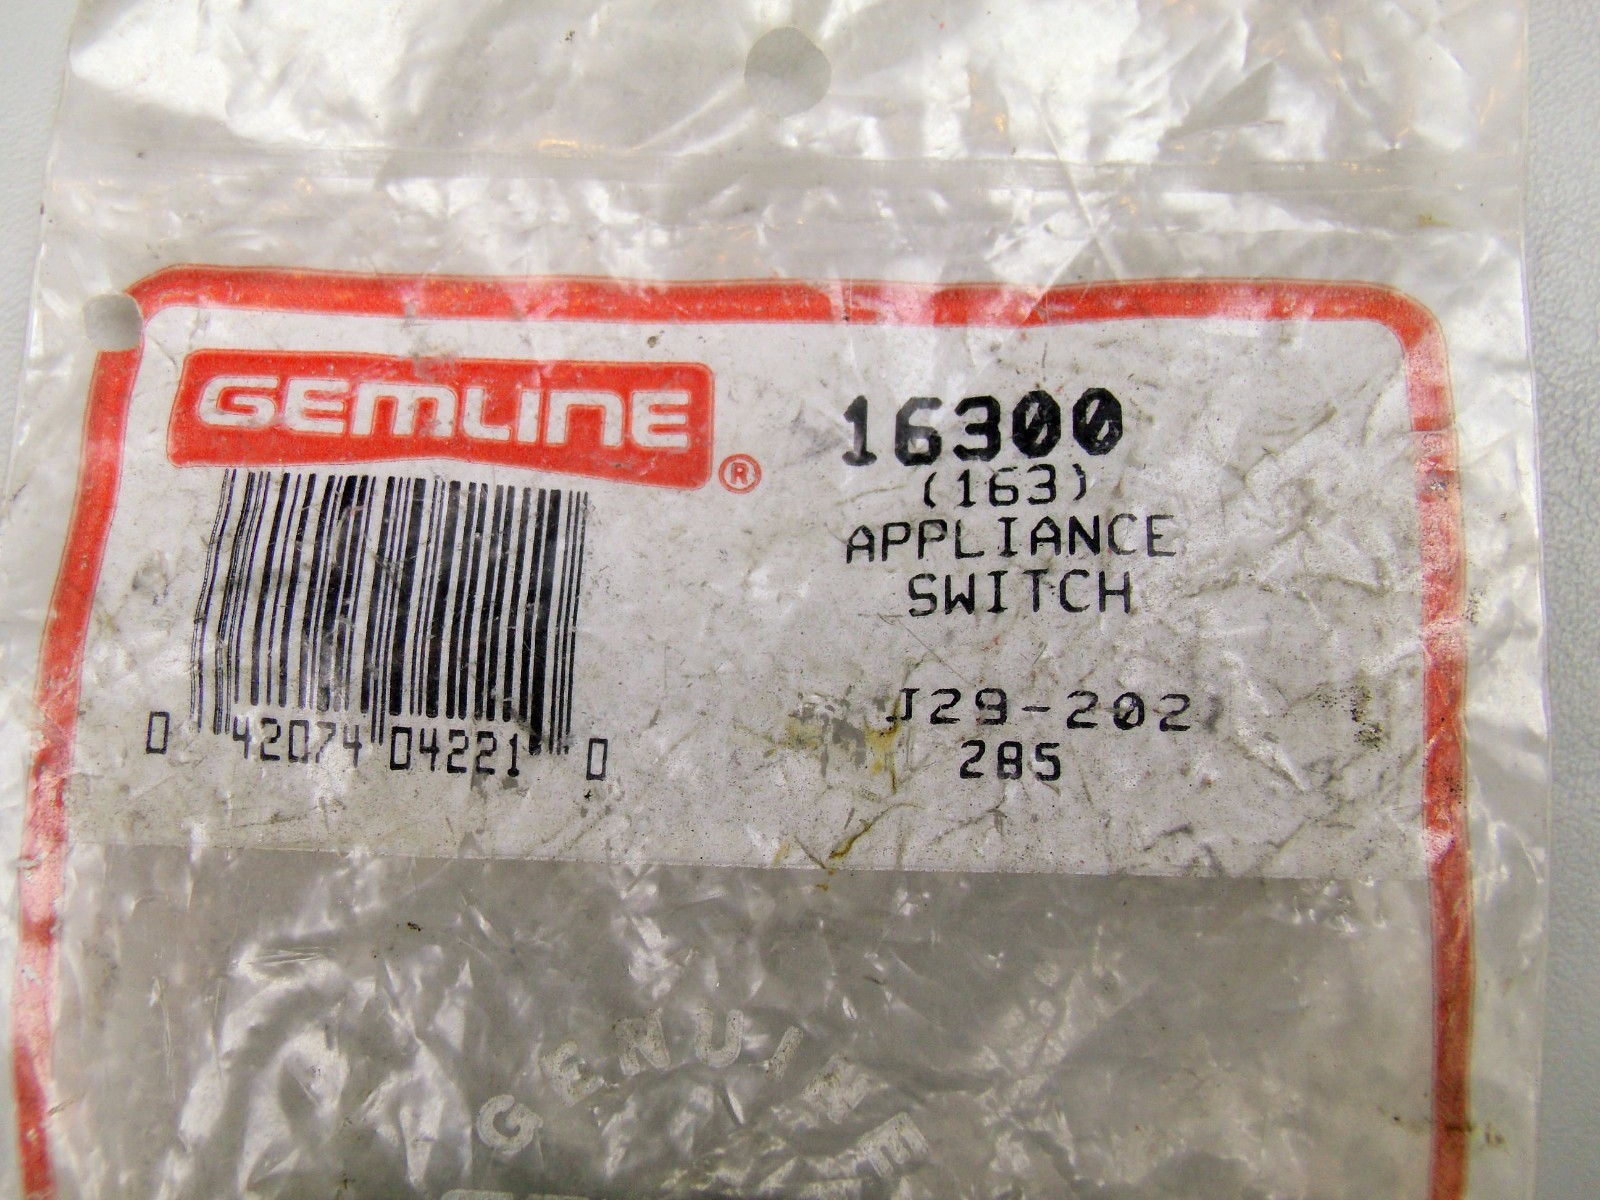 GEMLINE ®
16300
(163)
APPLIANCE
SWITCH
J29-202
285
0 42074 04221 0
GENUINE